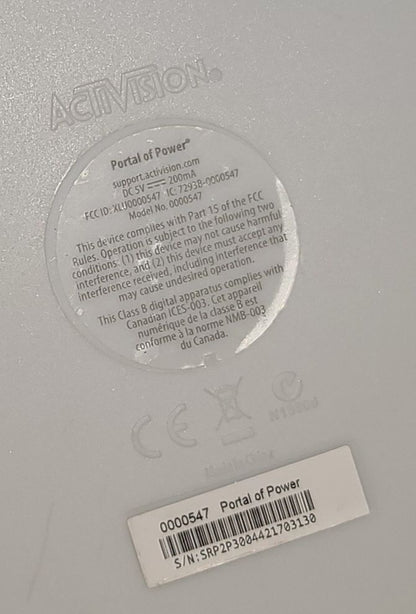 ACTIVISION®
Portal of Power®
support.activision.com
DC 5V 200mA
FCC ID: XLU0000547 IC: 7293B-0000547
Model No. 0000547
This device complies with Part 15 of the FCC
Rules. Operation is subject to the following two
conditions: (1) this device may not cause harmful
interference, and (2) this device must accept any
interference received, including interference that
may cause undesired operation.
This Class B digital apparatus complies with
Canadian ICES-003. Cet appareil
numérique de la classe B est
conforme à la norme NMB-003
du Canada.
CE
Made in China
0000547 Portal of Power
S/N:SRP2P3004421703130